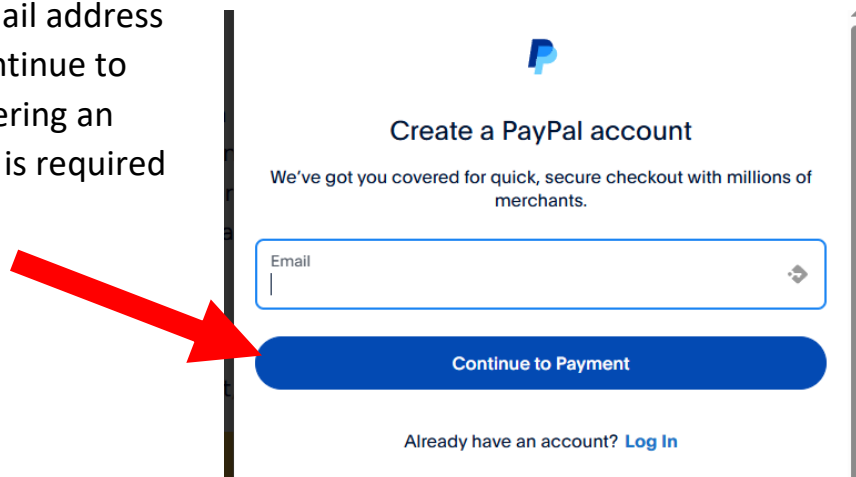 ail address
ntinue to
ering an
is required
Create a PayPal account
We've got you covered for quick, secure checkout with millions of
merchants.
Email
Continue to Payment
Already have an account? Log In